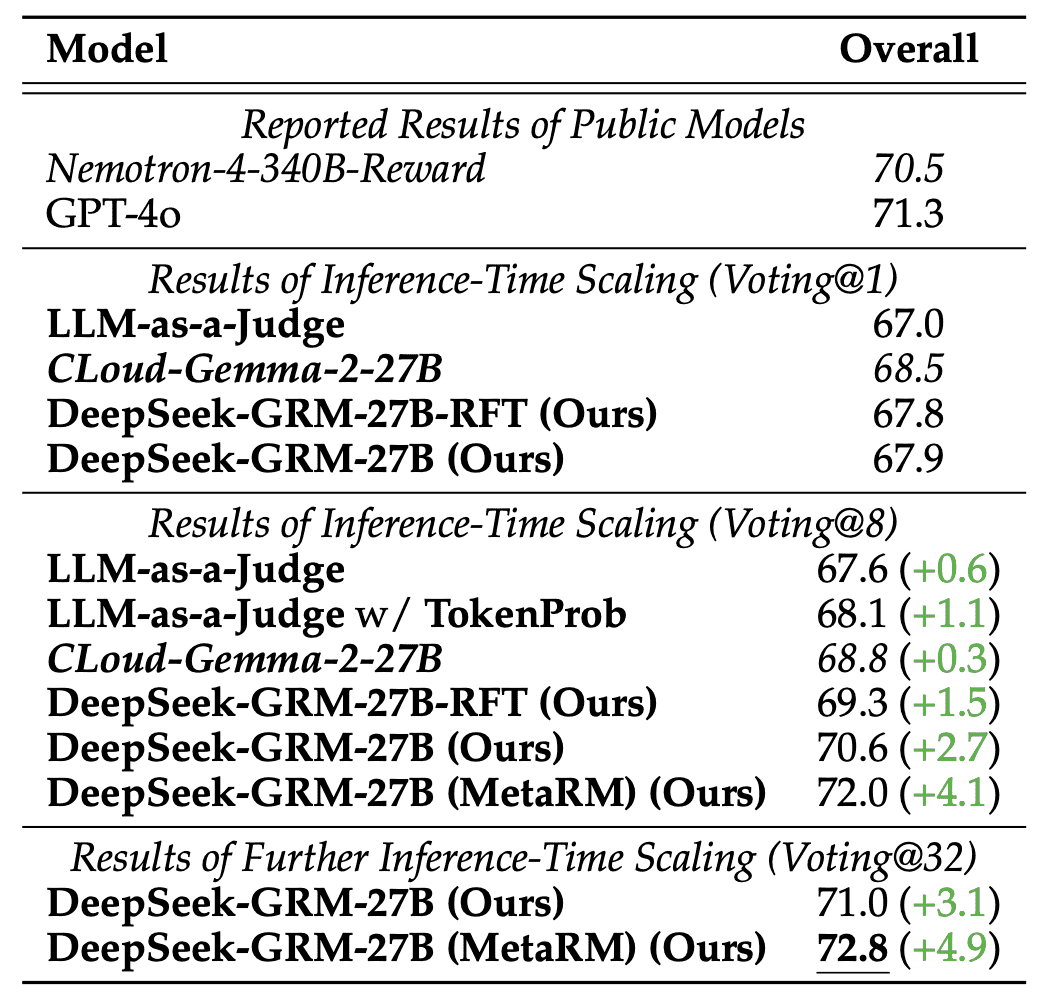 Model Overall
Reported Results of Public Models
Nemotron-4-340B-Reward 70.5
GPT-4o 71.3
Results of Inference-Time Scaling (Voting@1)
LLM-as-a-Judge 67.0
CLoud-Gemma-2-27B 68.5
DeepSeek-GRM-27B-RFT (Ours) 67.8
DeepSeek-GRM-27B (Ours) 67.9
Results of Inference-Time Scaling (Voting@8)
LLM-as-a-Judge 67.6 (+0.6)
LLM-as-a-Judge w/ TokenProb 68.1 (+1.1)
CLoud-Gemma-2-27B 68.8 (+0.3)
DeepSeek-GRM-27B-RFT (Ours) 69.3 (+1.5)
DeepSeek-GRM-27B (Ours) 70.6 (+2.7)
DeepSeek-GRM-27B (MetaRM) (Ours) 72.0 (+4.1)
Results of Further Inference-Time Scaling (Voting@32)
DeepSeek-GRM-27B (Ours) 71.0 (+3.1)
DeepSeek-GRM-27B (MetaRM) (Ours) 72.8 (+4.9)